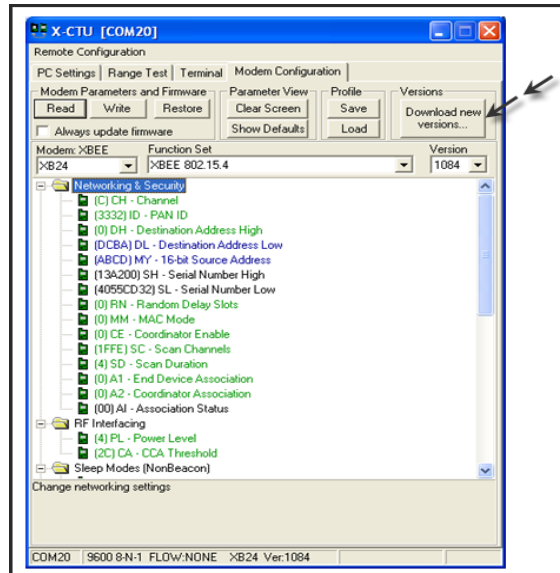 X-CTU [COM20]
Remote Configuration
PC Settings Range Test Terminal Modem Configuration
Modem Parameters and Firmware Parameter View Profile Versions
Read Write Restore Clear Screen Save Download new versions...
Always update firmware Show Defaults Load
Modem: XBEE Function Set Version
XB24 XBEE 802.15.4 1084
Networking & Security
(C) CH - Channel
(3332) ID - PAN ID
(0) DH - Destination Address High
(DCBA) DL - Destination Address Low
(ABCD) MY - 16-bit Source Address
(13A200) SH - Serial Number High
(4055CD32) SL - Serial Number Low
(0) RN - Random Delay Slots
(0) MM - MAC Mode
(0) CE - Coordinator Enable
(1FFE) SC - Scan Channels
(4) SD - Scan Duration
(0) A1 - End Device Association
(0) A2 - Coordinator Association
(00) AI - Association Status
RF Interfacing
(4) PL - Power Level
(2C) CA - CCA Threshold
Sleep Modes (NonBeacon)
Change networking settings
COM20 9600 8-N-1 FLOW:NONE XB24 Ver:1084